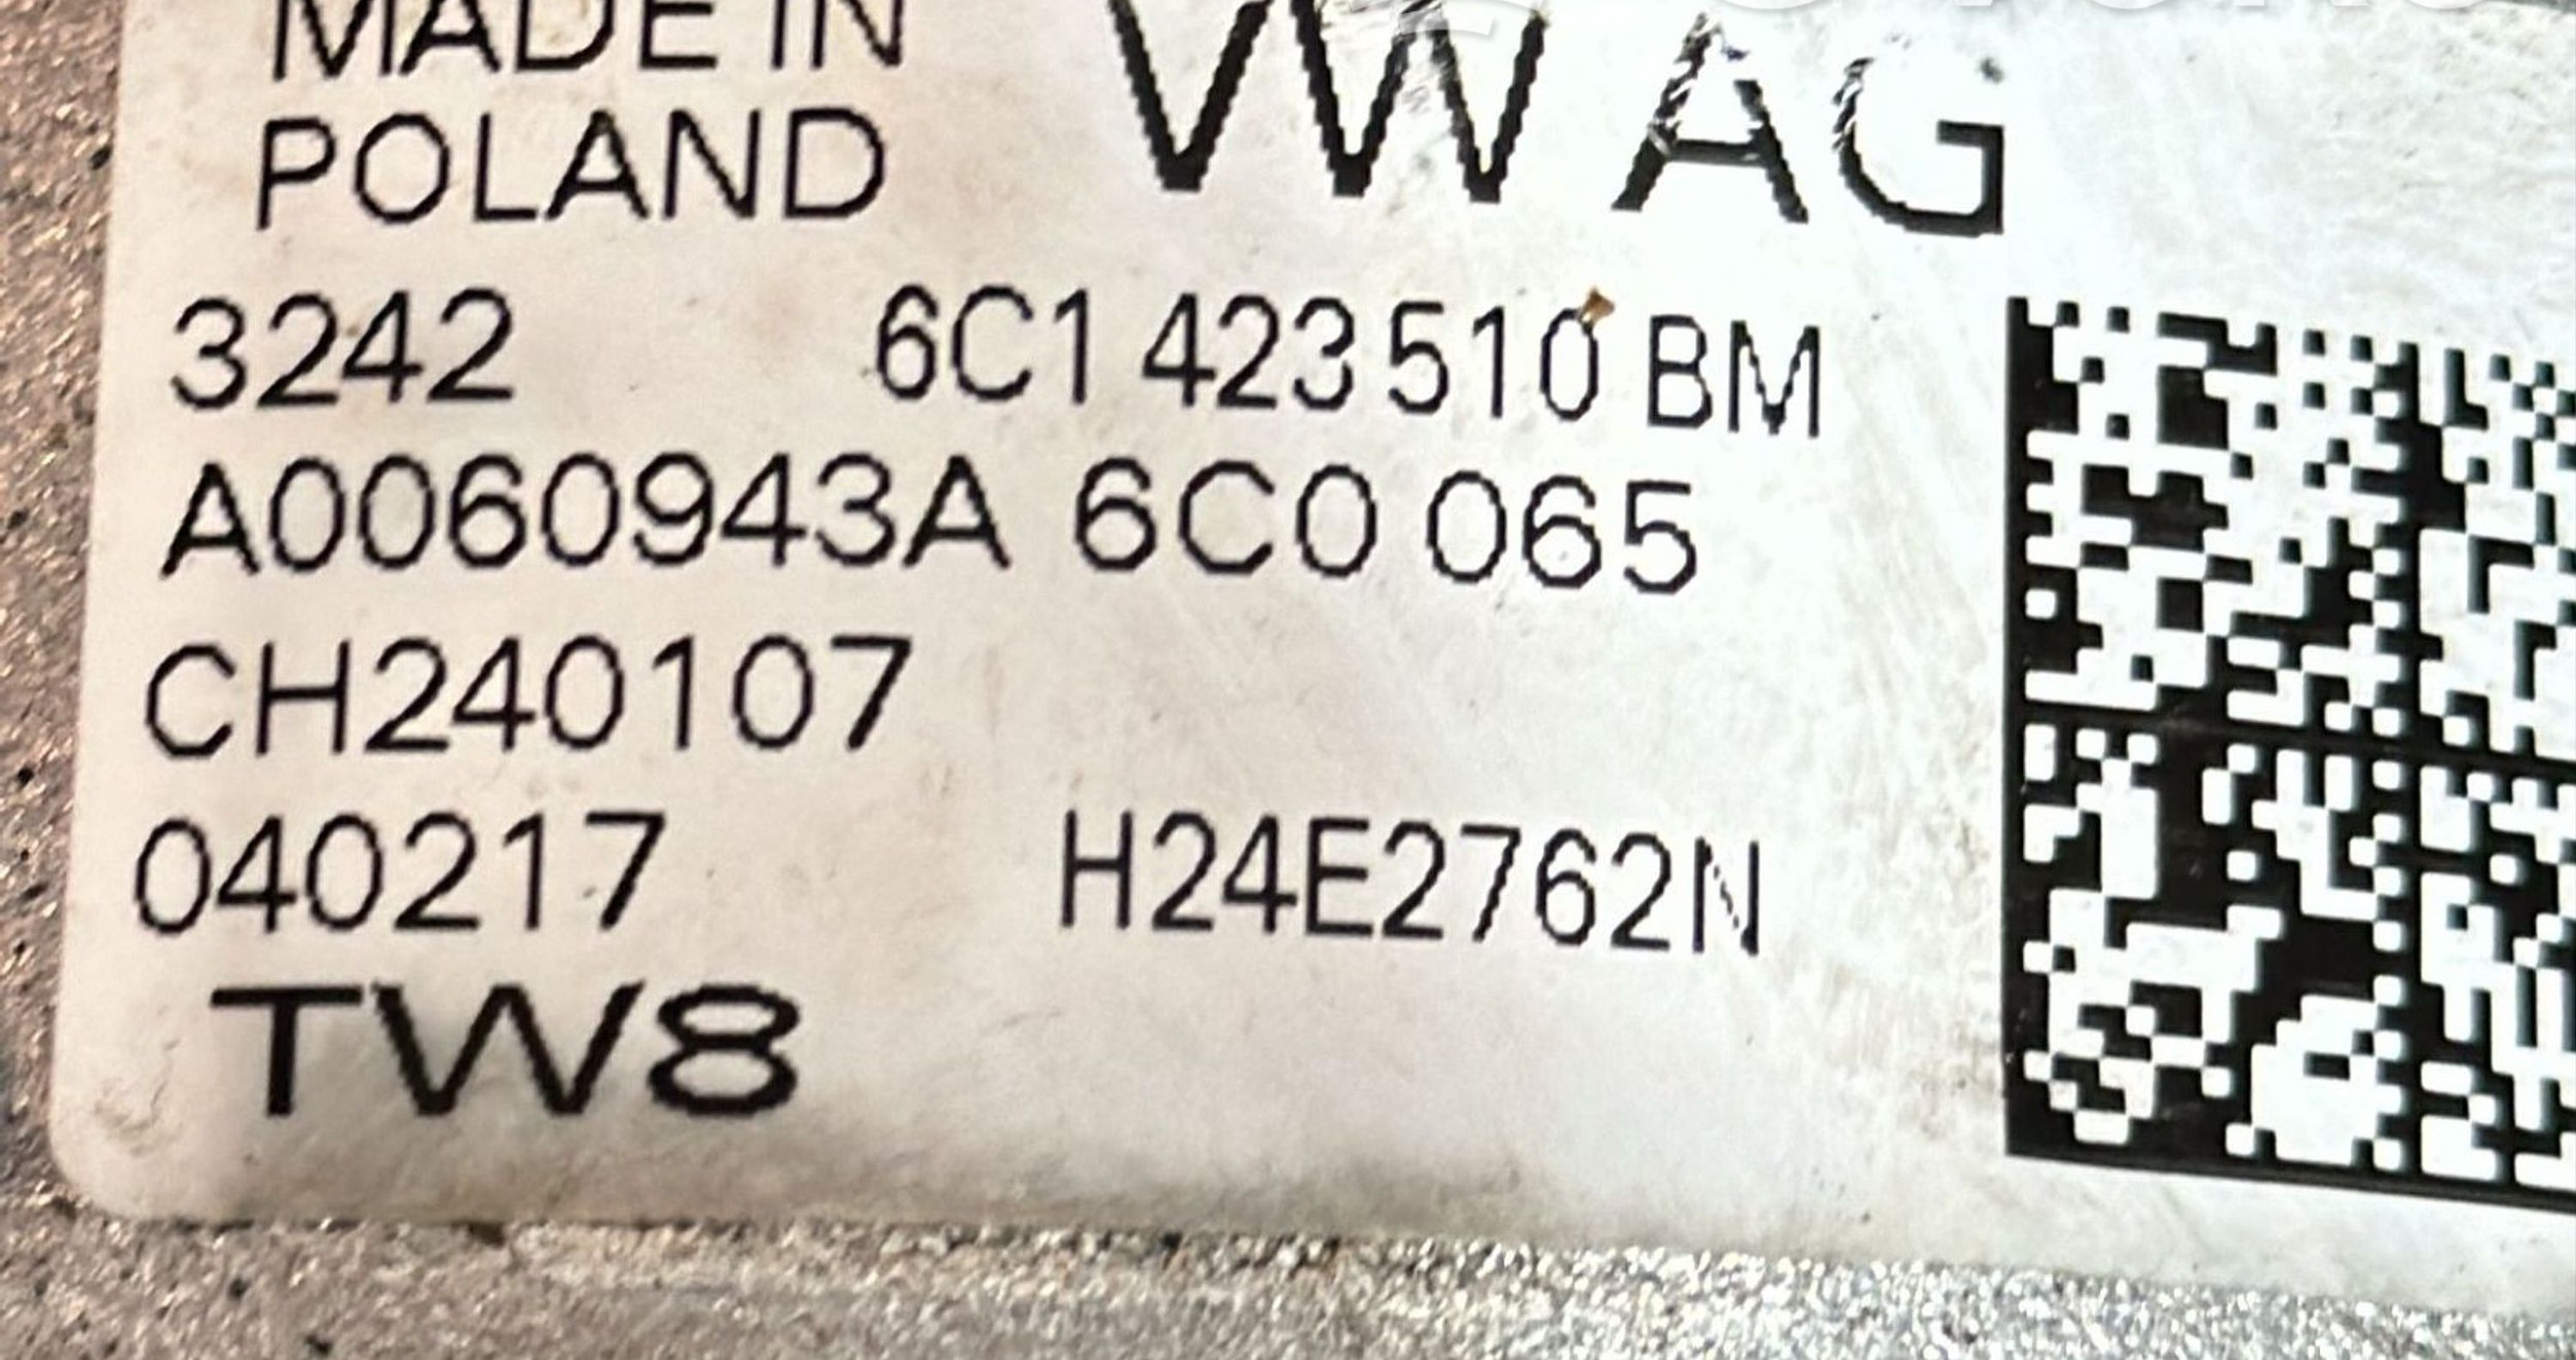 MADE IN VW AG
POLAND
3242 6C1 423 510 BM
A0060943A 6C0 065
CH240107
040217 H24E2762N
TW8